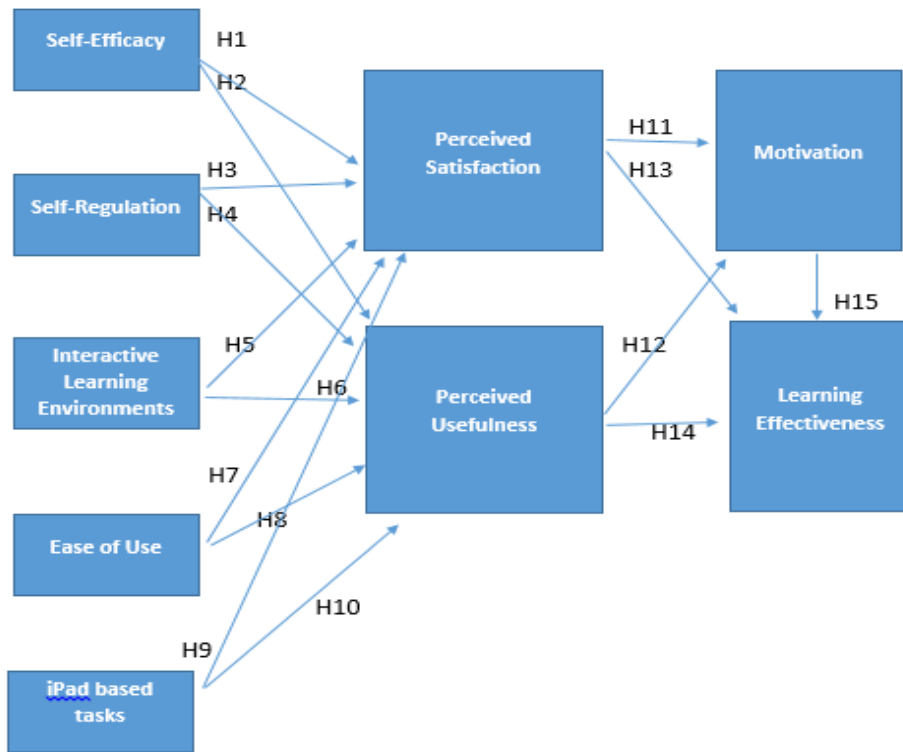 Self-Efficacy
H1
H2
Perceived
Satisfaction
H11
Motivation
H13
H3
Self-Regulation
H4
H15
Interactive
Learning
Environments
H5
H6
Perceived
Usefulness
H12
Learning
Effectiveness
H14
H7
Ease of Use
H8
H10
H9
iPad based
tasks